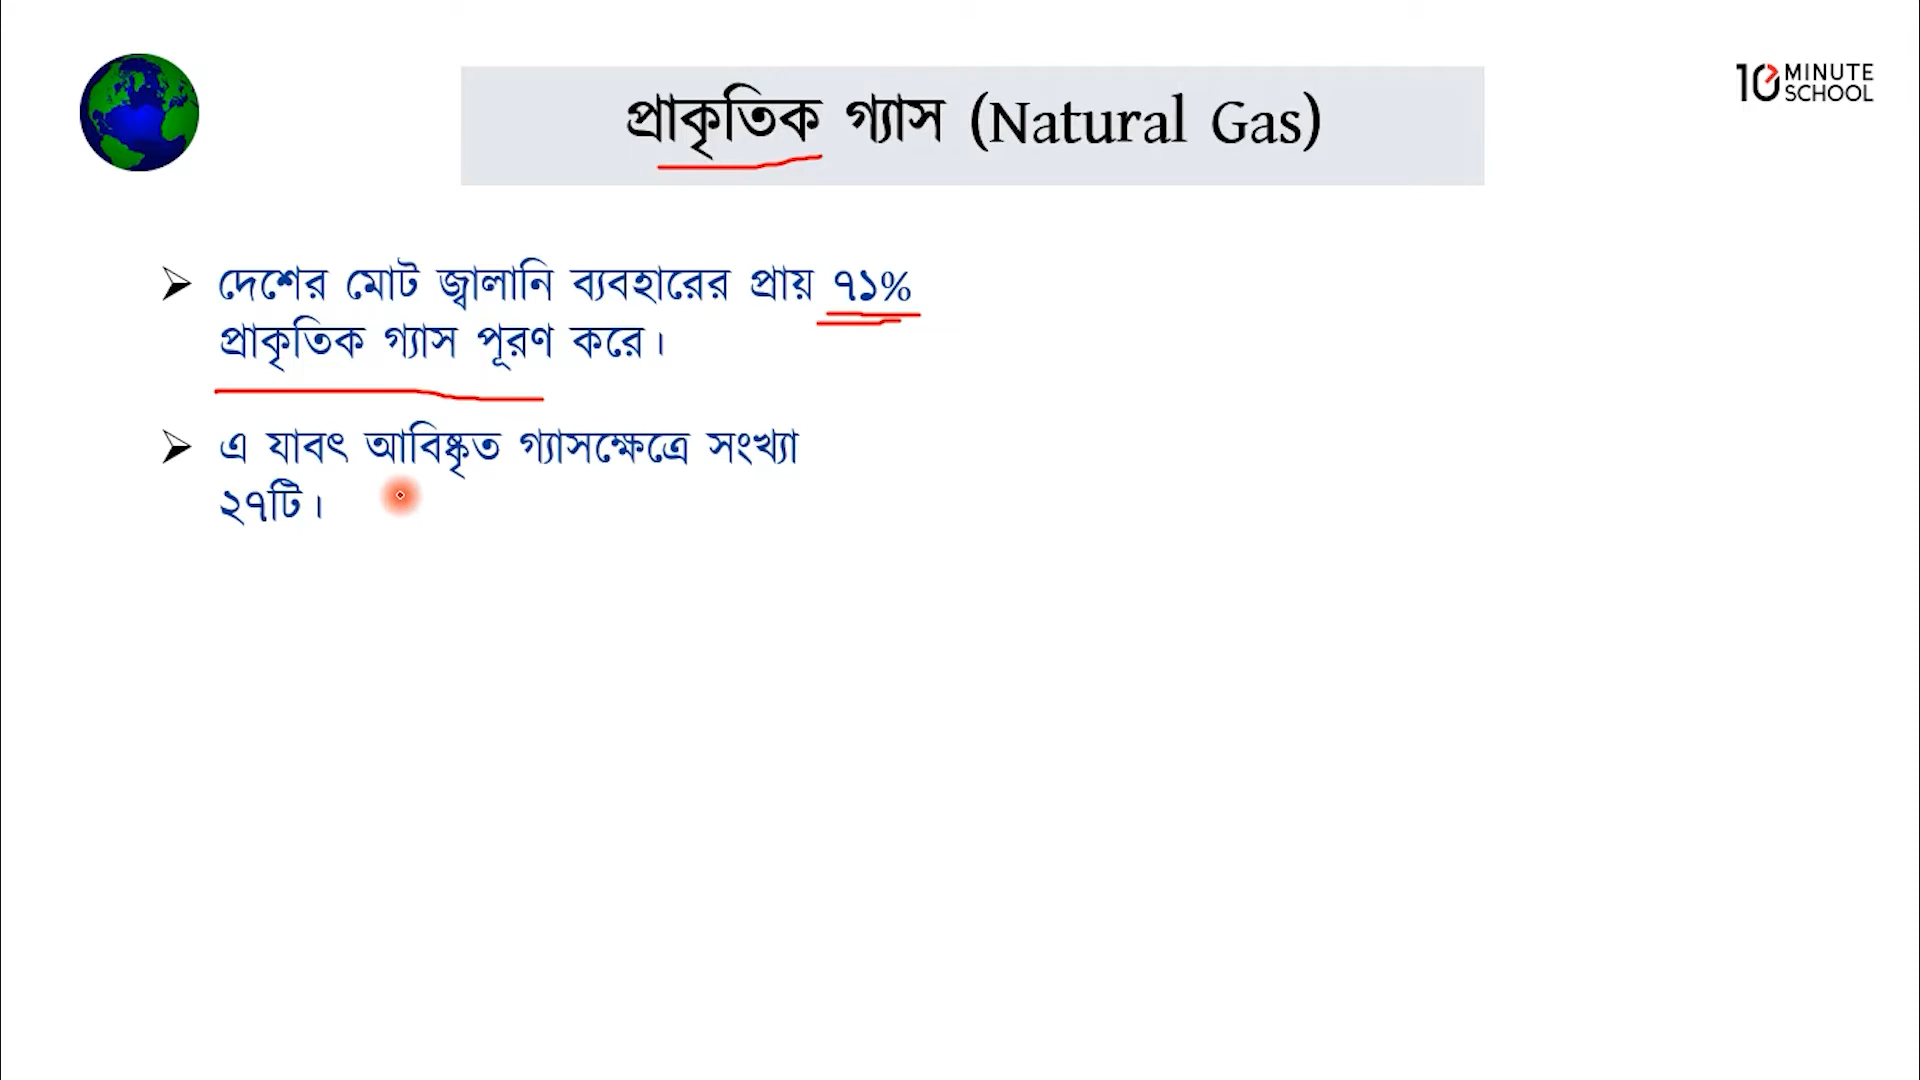 প্রাকৃতিক গ্যাস (Natural Gas)
10 MINUTE SCHOOL
দেশের মোট জ্বালানি ব্যবহারের প্রায় ৭১%
প্রাকৃতিক গ্যাস পূরণ করে।
এ যাবৎ আবিষ্কৃত গ্যাসক্ষেত্রে সংখ্যা
২৭টি।